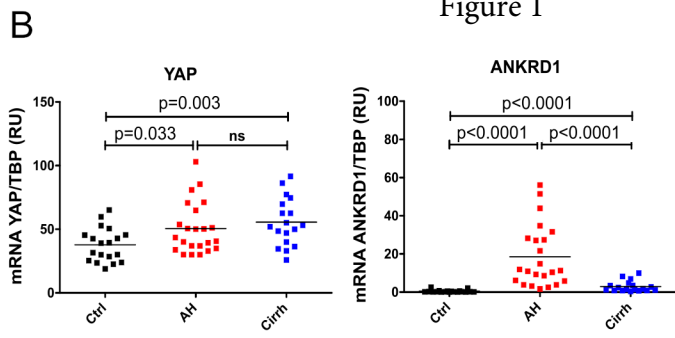 Figure 1
B
YAP
mRNA YAP/TBP (RU)
150
100
50
0
p=0.003
p=0.033
ns
Ctrl
AH
Cirrh
ANKRD1
mRNA ANKRD1/TBP (RU)
100
80
60
40
20
0
p<0.0001
p<0.0001
p<0.0001
Ctrl
AH
Cirrh